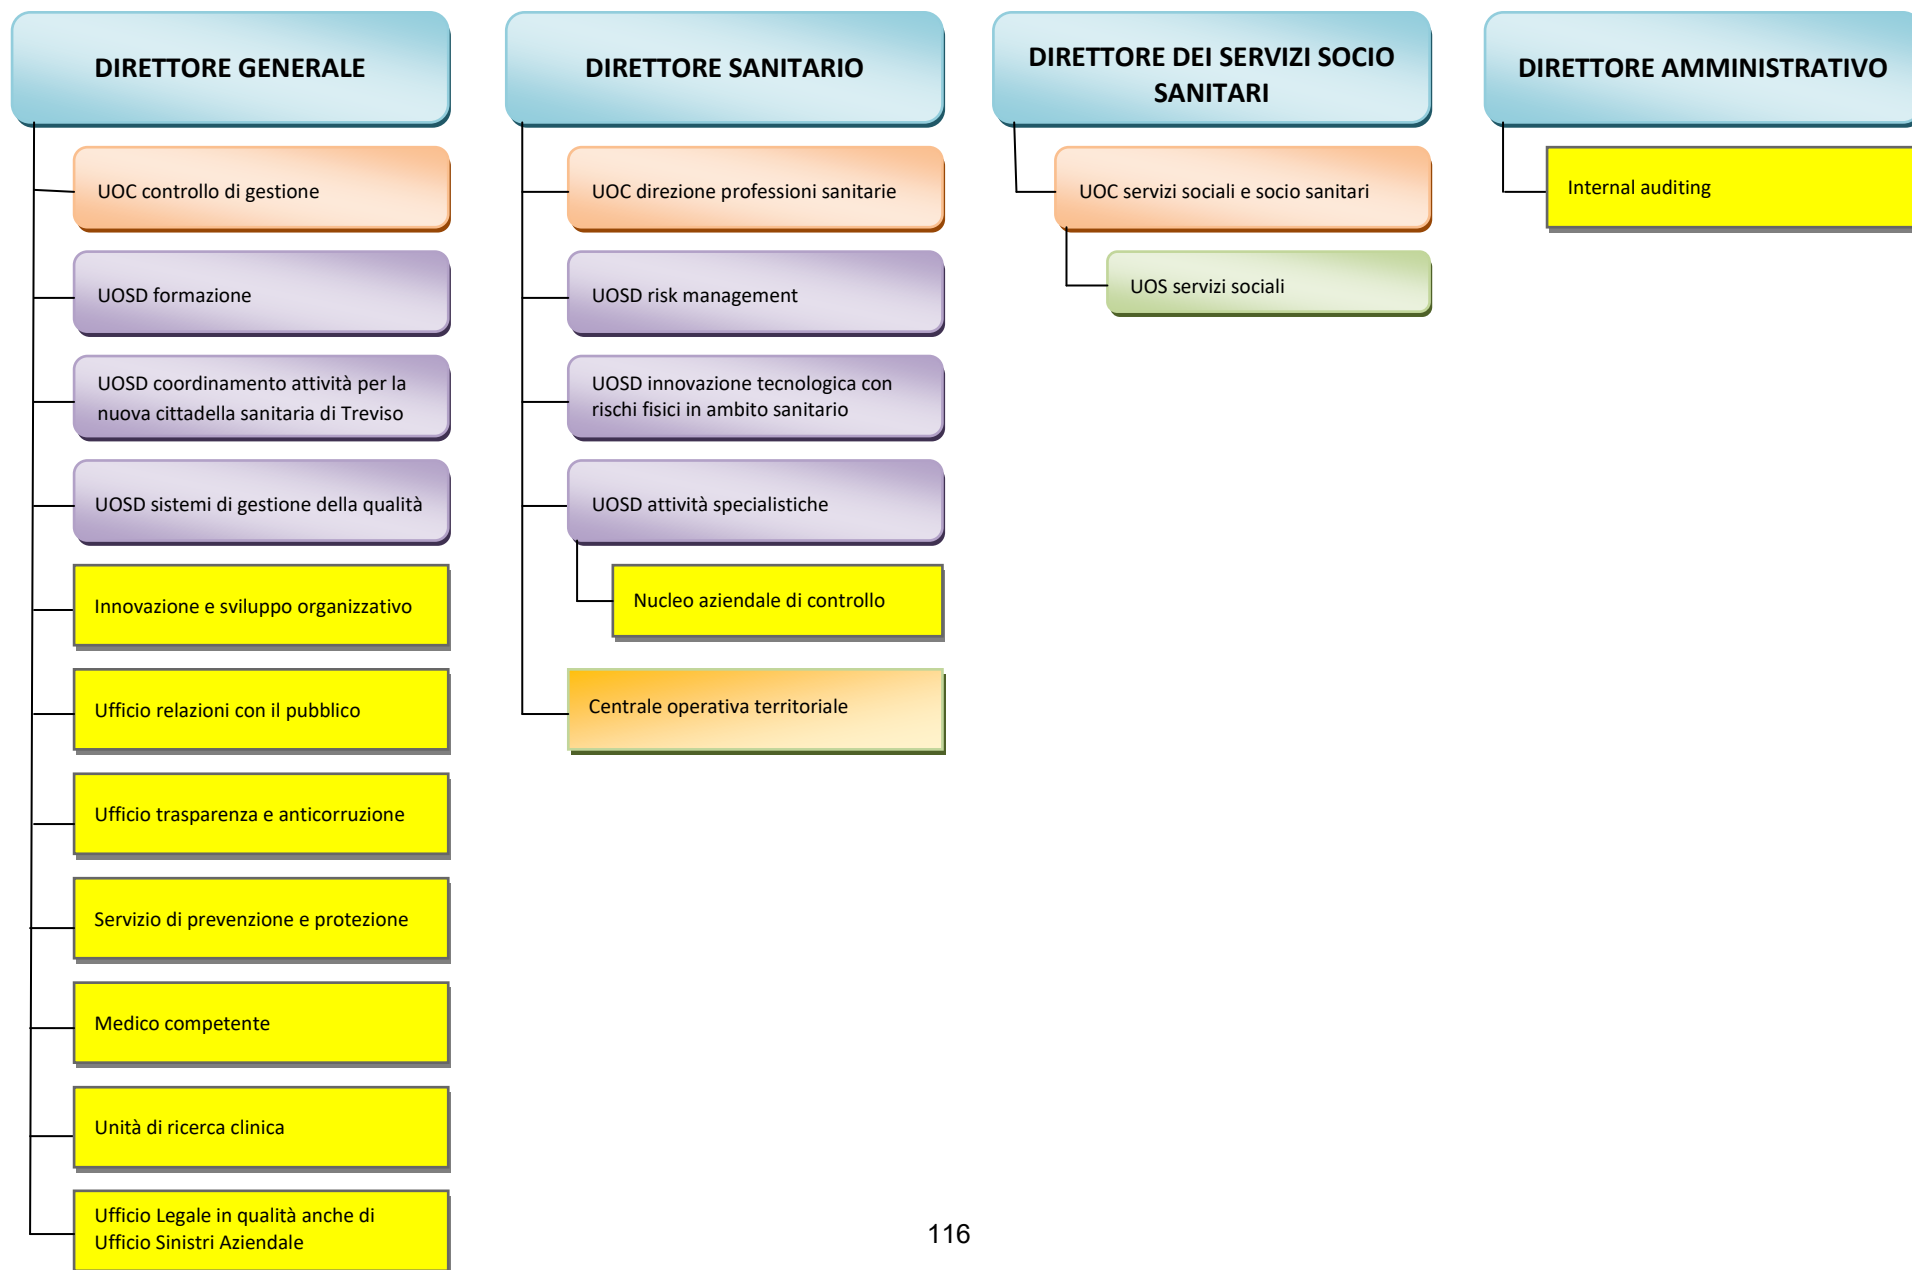 DIRETTORE GENERALE
UOC controllo di gestione
UOSD formazione
UOSD coordinamento attività per la
nuova cittadella sanitaria di Treviso
UOSD sistemi di gestione della qualità
Innovazione e sviluppo organizzativo
Ufficio relazioni con il pubblico
Ufficio trasparenza e anticorruzione
Servizio di prevenzione e protezione
Medico competente
Unità di ricerca clinica
Ufficio Legale in qualità anche di
Ufficio Sinistri Aziendale
DIRETTORE SANITARIO
UOC direzione professioni sanitarie
UOSD risk management
UOSD innovazione tecnologica con
rischi fisici in ambito sanitario
UOSD attività specialistiche
Nucleo aziendale di controllo
Centrale operativa territoriale
DIRETTORE DEI SERVIZI SOCIO
SANITARI
UOC servizi sociali e socio sanitari
UOS servizi sociali
DIRETTORE AMMINISTRATIVO
Internal auditing
116